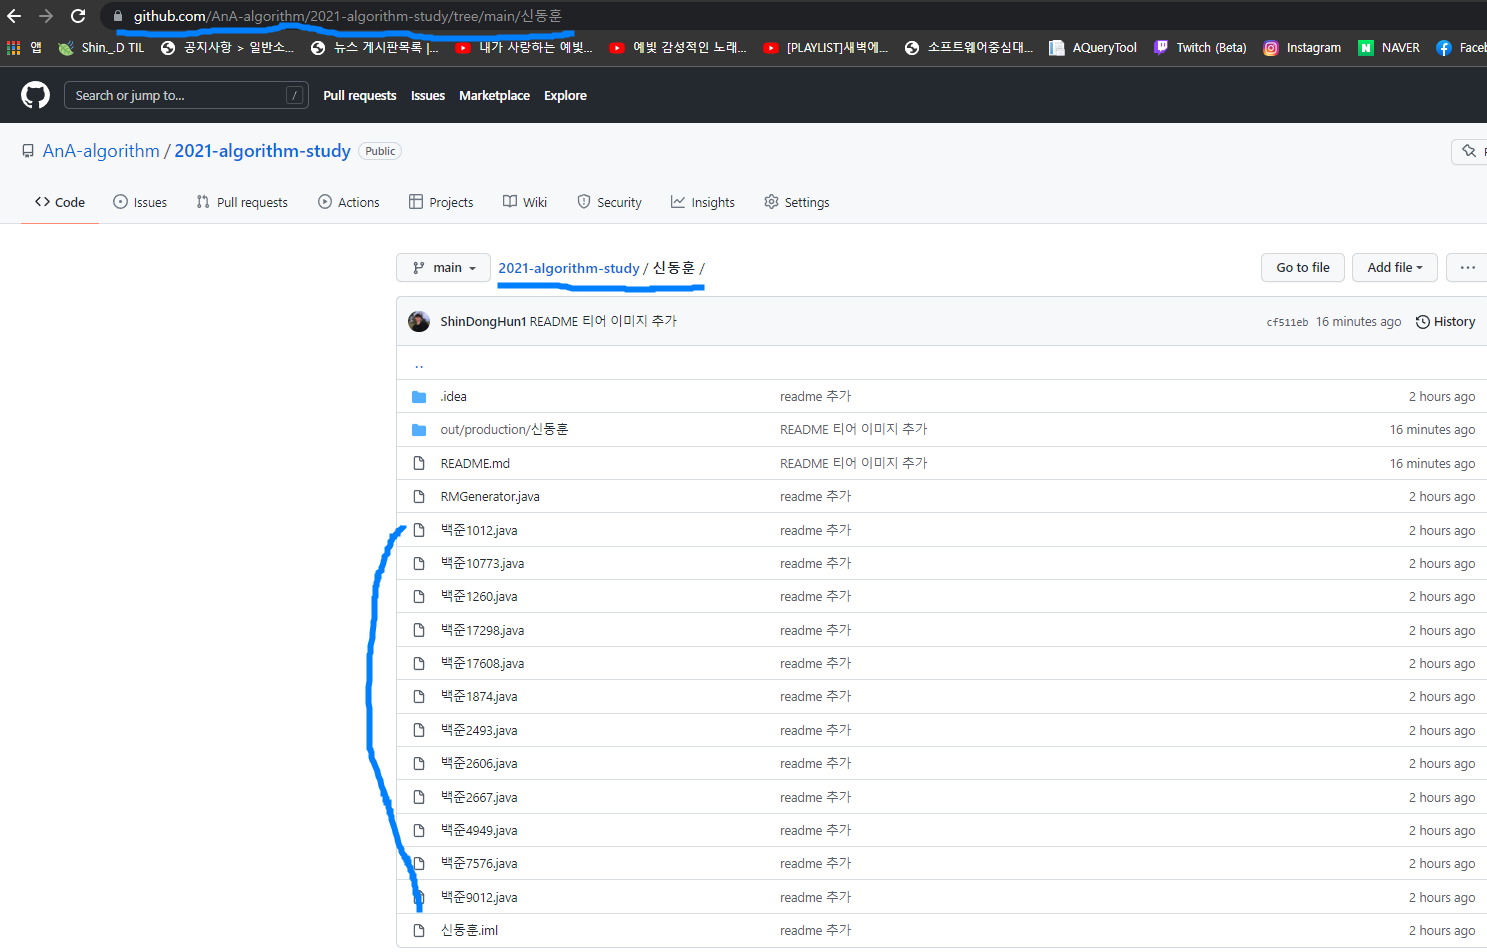 github.com/AnA-algorithm/2021-algorithm-study/tree/main/신동훈
앱 Shin._.D TIL 공지사항 > 일반소... 뉴스 게시판목록 |... 내가 사랑하는 예빛... 예빛 감성적인 노래... [PLAYLIST]새벽에... 소프트웨어중심대... AQueryTool Twitch (Beta) Instagram NAVER Faceb
Search or jump to... / Pull requests Issues Marketplace Explore
AnA-algorithm / 2021-algorithm-study Public
Code Issues Pull requests Actions Projects Wiki Security Insights Settings
main 2021-algorithm-study / 신동훈 / Go to file Add file ...
ShinDongHun1 README 티어 이미지 추가 cf511eb 16 minutes ago History
..
.idea readme 추가 2 hours ago
out/production/신동훈 README 티어 이미지 추가 16 minutes ago
README.md README 티어 이미지 추가 16 minutes ago
RMGenerator.java readme 추가 2 hours ago
백준1012.java readme 추가 2 hours ago
백준10773.java readme 추가 2 hours ago
백준1260.java readme 추가 2 hours ago
백준17298.java readme 추가 2 hours ago
백준17608.java readme 추가 2 hours ago
백준1874.java readme 추가 2 hours ago
백준2493.java readme 추가 2 hours ago
백준2606.java readme 추가 2 hours ago
백준2667.java readme 추가 2 hours ago
백준4949.java readme 추가 2 hours ago
백준7576.java readme 추가 2 hours ago
백준9012.java readme 추가 2 hours ago
신동훈.iml readme 추가 2 hours ago